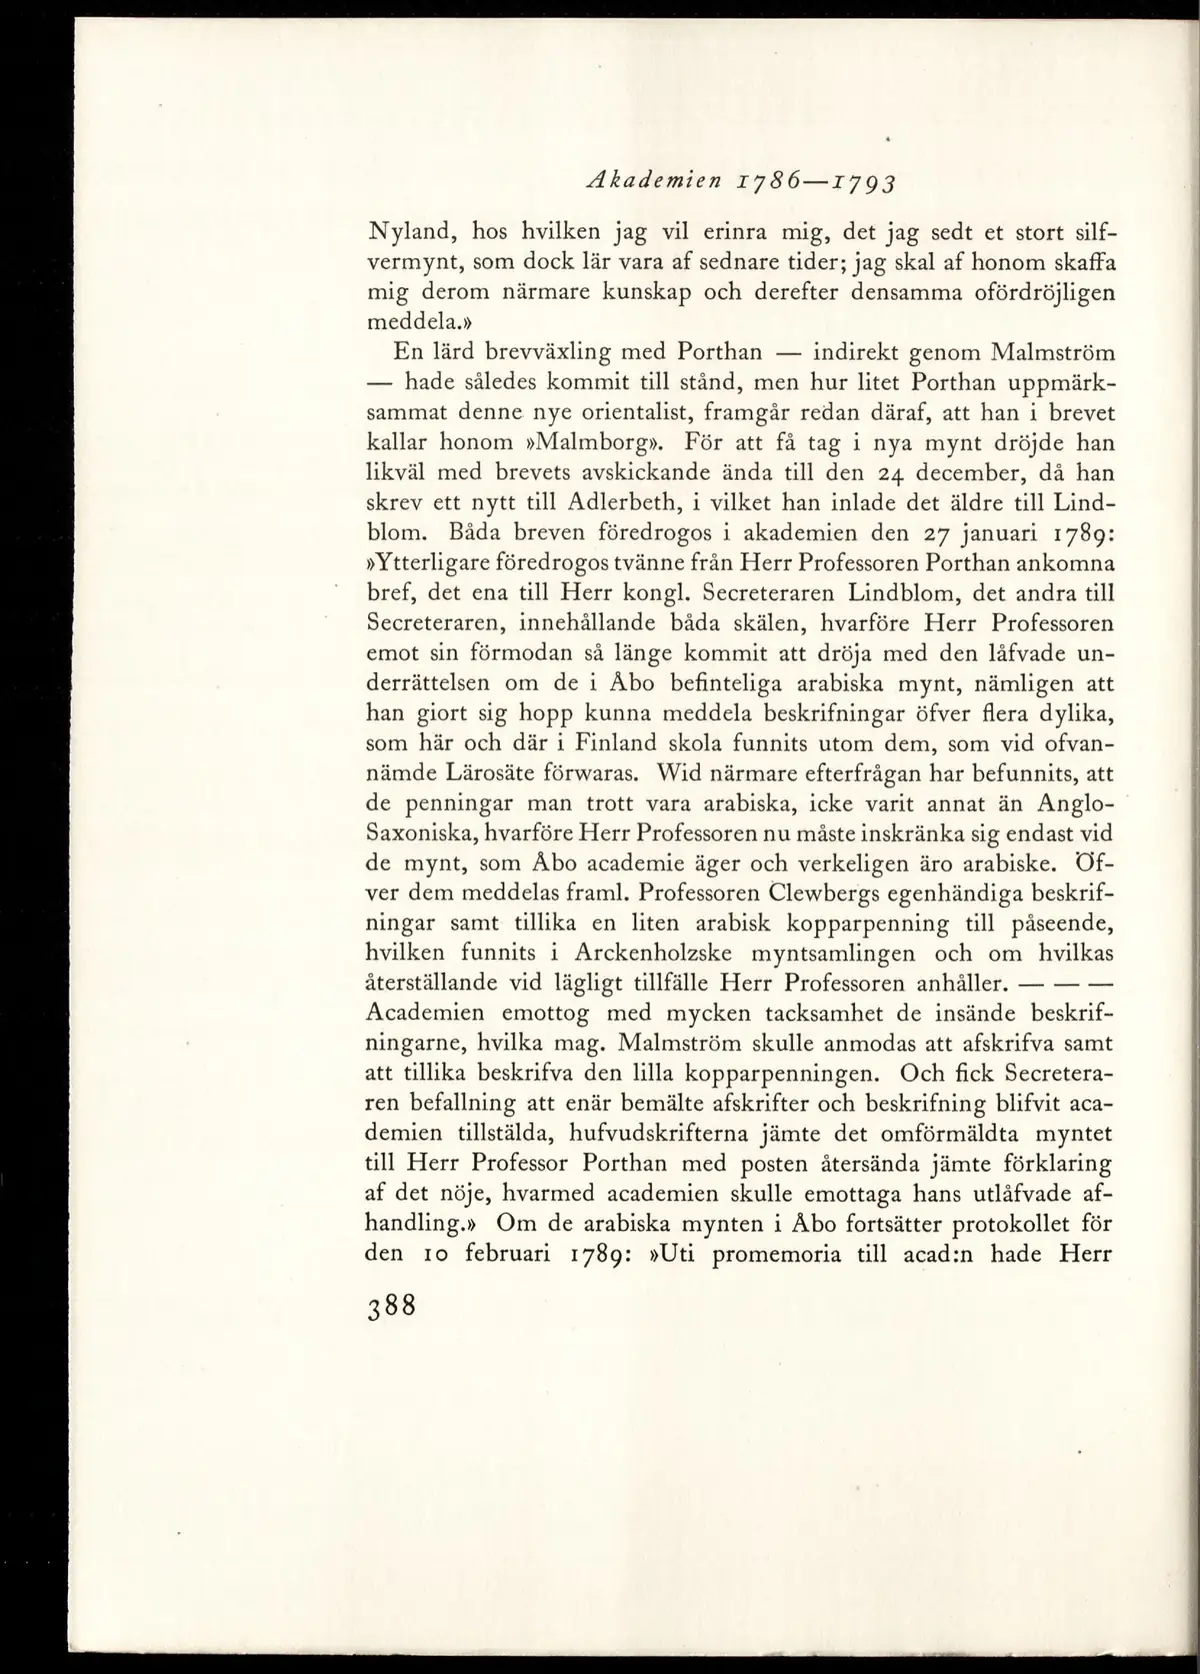 Akademien 1786—1793
Nyland, hos hvilken jag vil erinra mig, det jag sedt et stort silf-
vermynt, som dock lär vara af sednare tider; jag skal af honom skaffa
mig derom närmare kunskap och derefter densamma ofördröjligen
meddela.»
En lärd brevväxling med Porthan — indirekt genom Malmström
— hade således kommit till stånd, men hur litet Porthan uppmärk-
sammat denne nye orientalist, framgår redan däraf, att han i brevet
kallar honom »Malmborg». För att få tag i nya mynt dröjde han
likväl med brevets avskickande ända till den 24 december, då han
skrev ett nytt till Adlerbeth, i vilket han inlade det äldre till Lind-
blom. Båda breven föredrogos i akademien den 27 januari 1789:
»Ytterligare föredrogos tvänne från Herr Professoren Porthan ankomna
bref, det ena till Herr kongl. Secreteraren Lindblom, det andra till
Secreteraren, innehållande båda skälen, hvarföre Herr Professoren
emot sin förmodan så länge kommit att dröja med den låfvade un-
derrättelsen om de i Åbo befinteliga arabiska mynt, nämligen att
han giort sig hopp kunna meddela beskrifningar öfver flera dylika,
som här och där i Finland skola funnits utom dem, som vid ofvan-
nämde Lärosäte förwaras. Wid närmare efterfrågan har befunnits, att
de penningar man trott vara arabiska, icke varit annat än Anglo-
Saxoniska, hvarföre Herr Professoren nu måste inskränka sig endast vid
de mynt, som Åbo academie äger och verkeligen äro arabiske. Öf-
ver dem meddelas framl. Professoren Clewbergs egenhändiga beskrif-
ningar samt tillika en liten arabisk kopparpenning till påseende,
hvilken funnits i Arckenholzske myntsamlingen och om hvilkas
återställande vid lägligt tillfälle Herr Professoren anhåller. — — —
Academien emottog med mycken tacksamhet de insände beskrif-
ningarne, hvilka mag. Malmström skulle anmodas att afskrifva samt
att tillika beskrifva den lilla kopparpenningen. Och fick Secretera-
ren befallning att enär bemälte afskrifter och beskrifning blifvit aca-
demien tillstälda, hufvudskrifterna jämte det omförmäldta myntet
till Herr Professor Porthan med posten återsända jämte förklaring
af det nöje, hvarmed academien skulle emottaga hans utlåfvade af-
handling.» Om de arabiska mynten i Åbo fortsätter protokollet för
den 10 februari 1789: »Uti promemoria till acad:n hade Herr
388